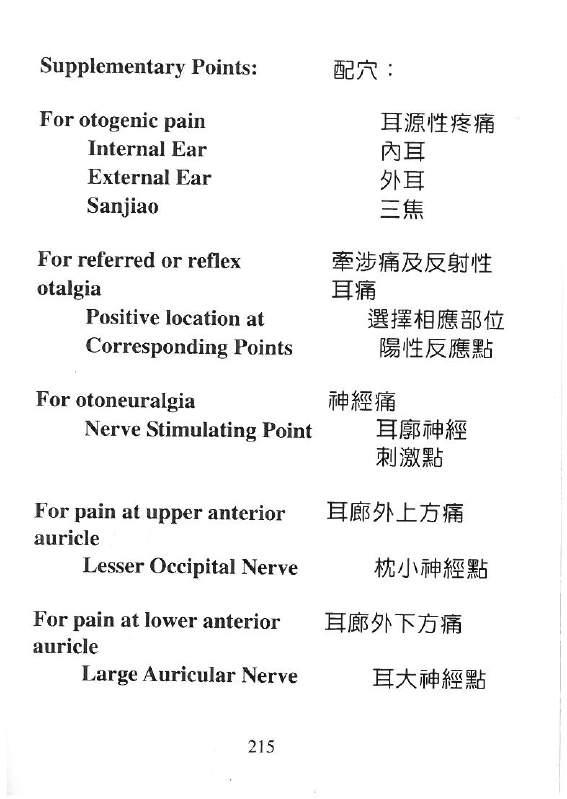 Supplementary Points: 配穴：
For otogenic pain 耳源性疼痛
Internal Ear 內耳
External Ear 外耳
Sanjiao 三焦
For referred or reflex 牽涉痛及反射性
otalgia 耳痛
Positive location at 選擇相應部位
Corresponding Points 陽性反應點
For otoneuralgia 神經痛
Nerve Stimulating Point 耳廓神經
刺激點
For pain at upper anterior 耳廊外上方痛
auricle
Lesser Occipital Nerve 枕小神經點
For pain at lower anterior 耳廊外下方痛
auricle
Large Auricular Nerve 耳大神經點
215